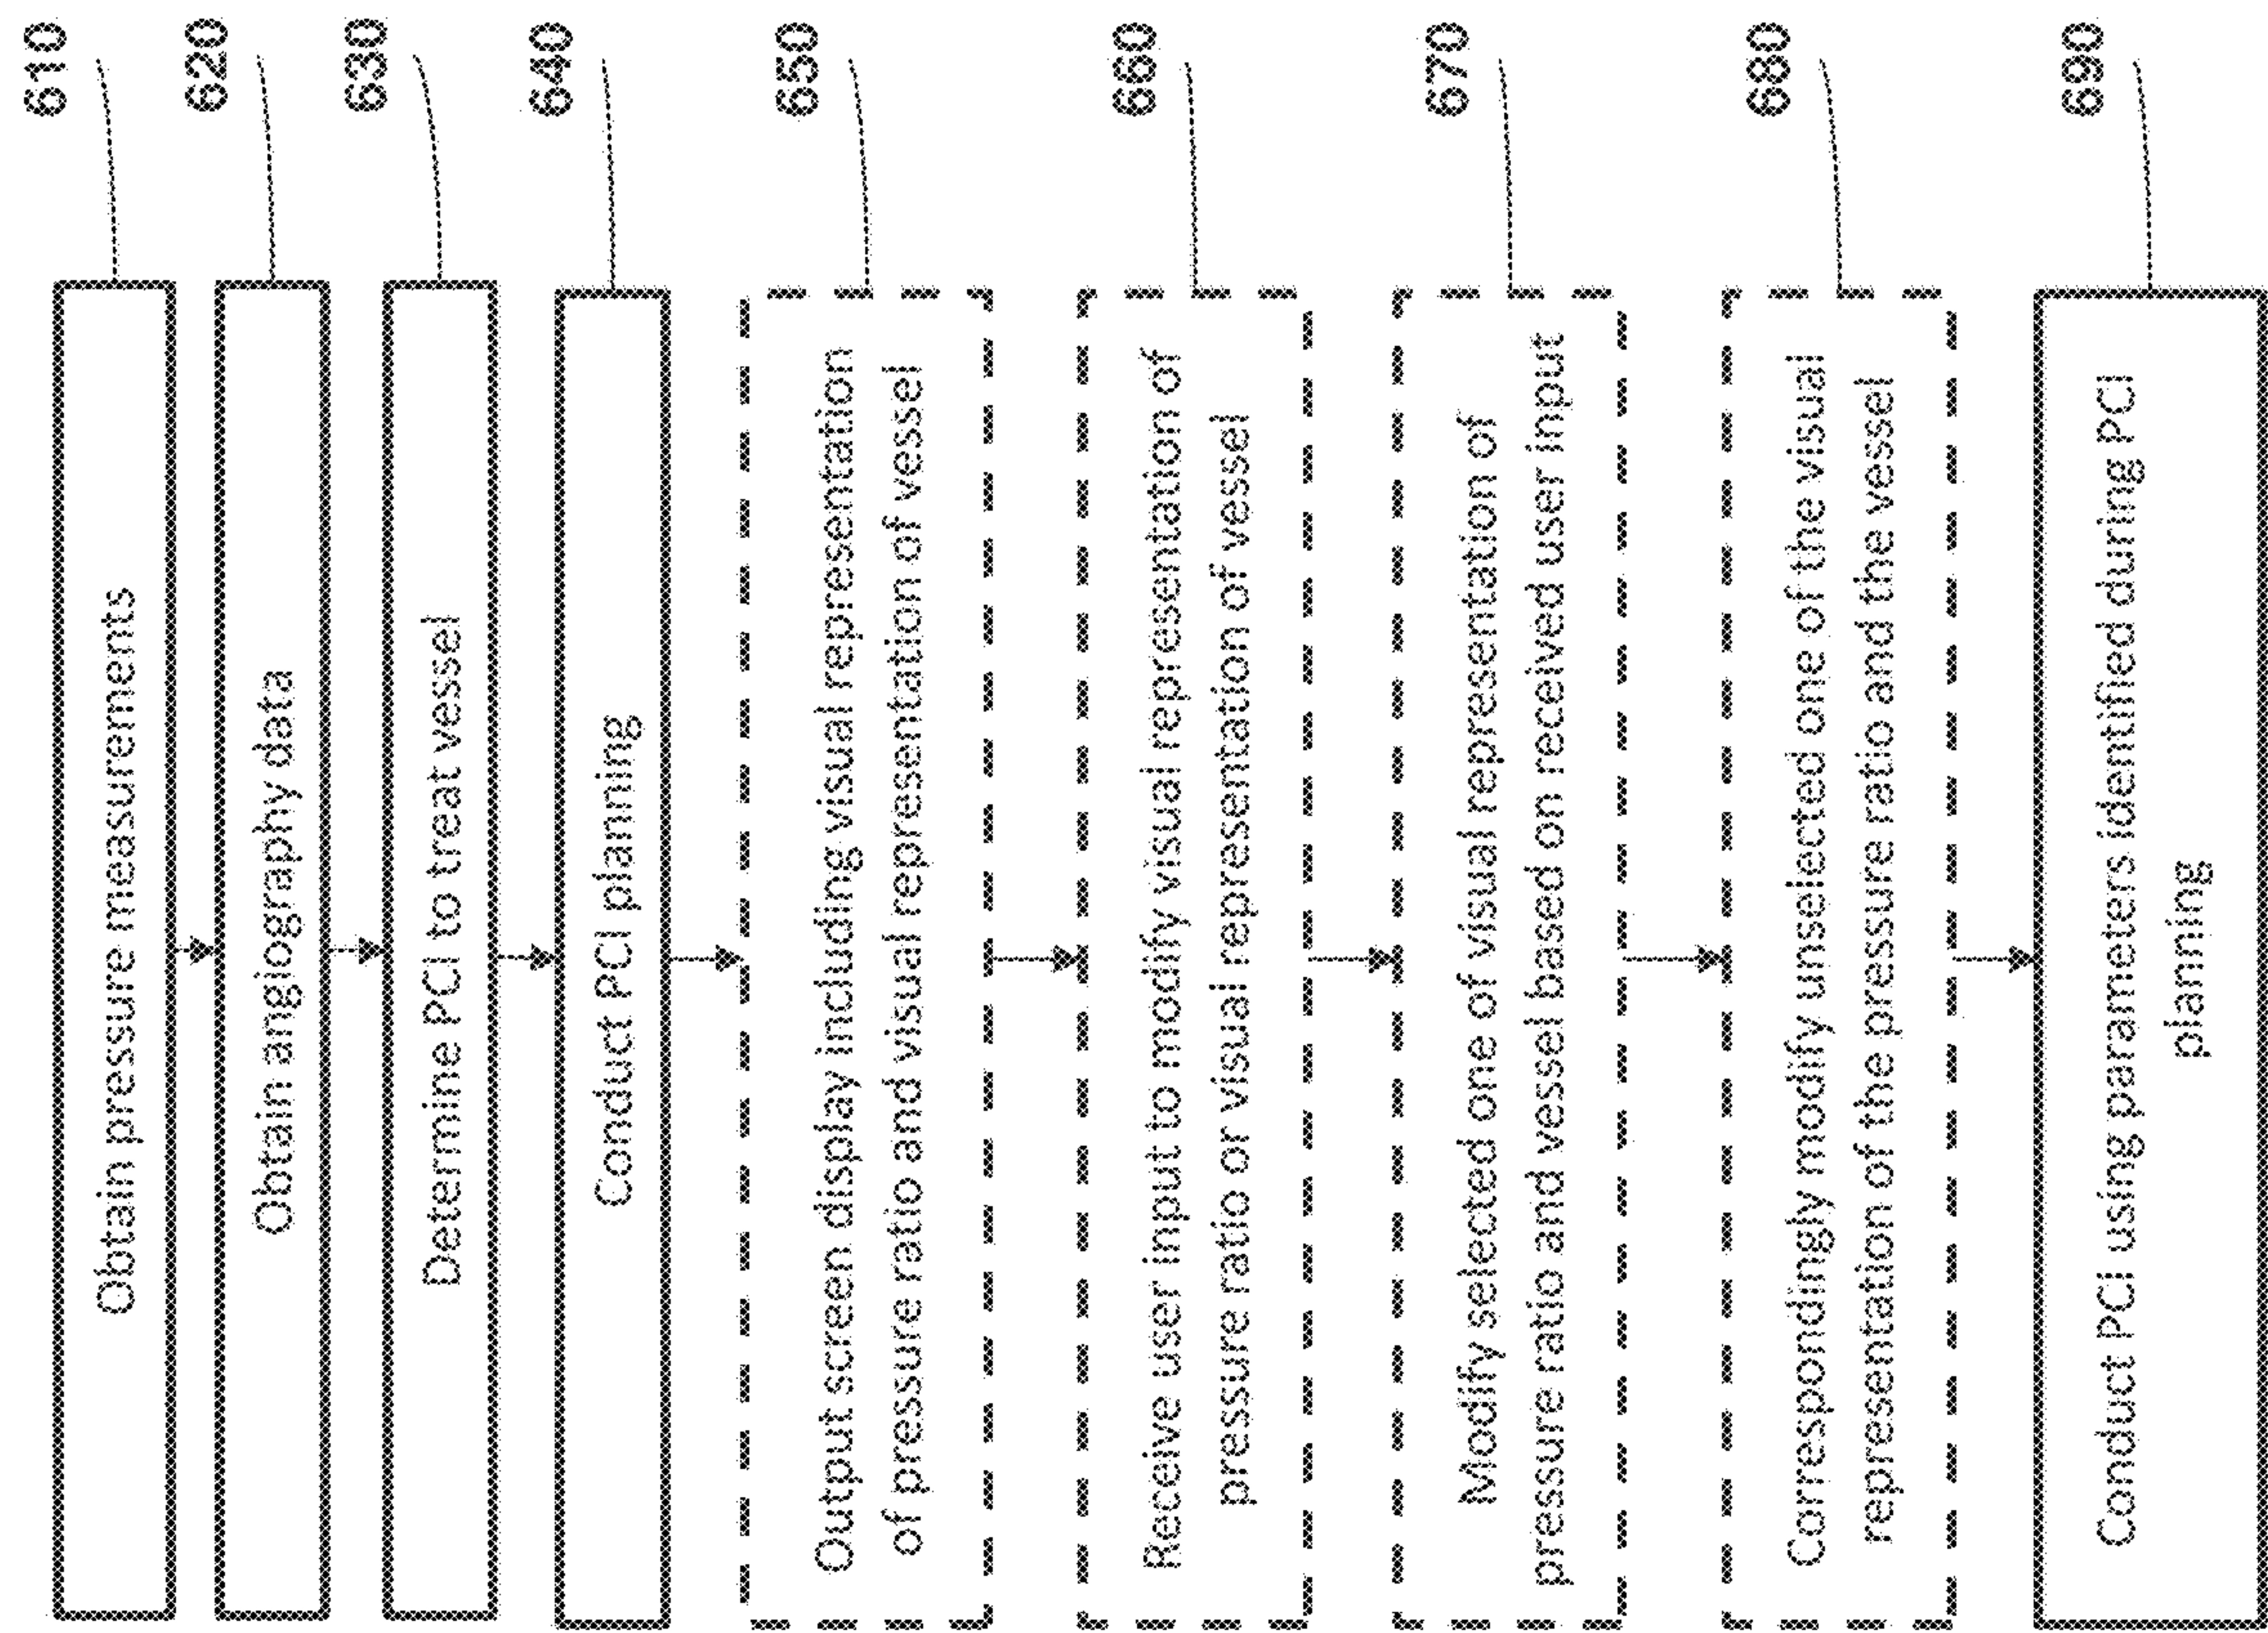 610
Obtain pressure measurements
620
Obtain angiography data
630
Determine PCI to treat vessel
640
Conduct PCI planning
650
Output screen display including visual representation
of pressure ratio and visual representation of vessel
660
Receive user input to modify visual representation of
pressure ratio or visual representation of vessel
670
Modify selected one of visual representation of
pressure ratio and vessel based on received user input
680
Correspondingly modify unselected one of the visual
representation of the pressure ratio and the vessel
690
Conduct PCI using parameters identified during PCI
planning